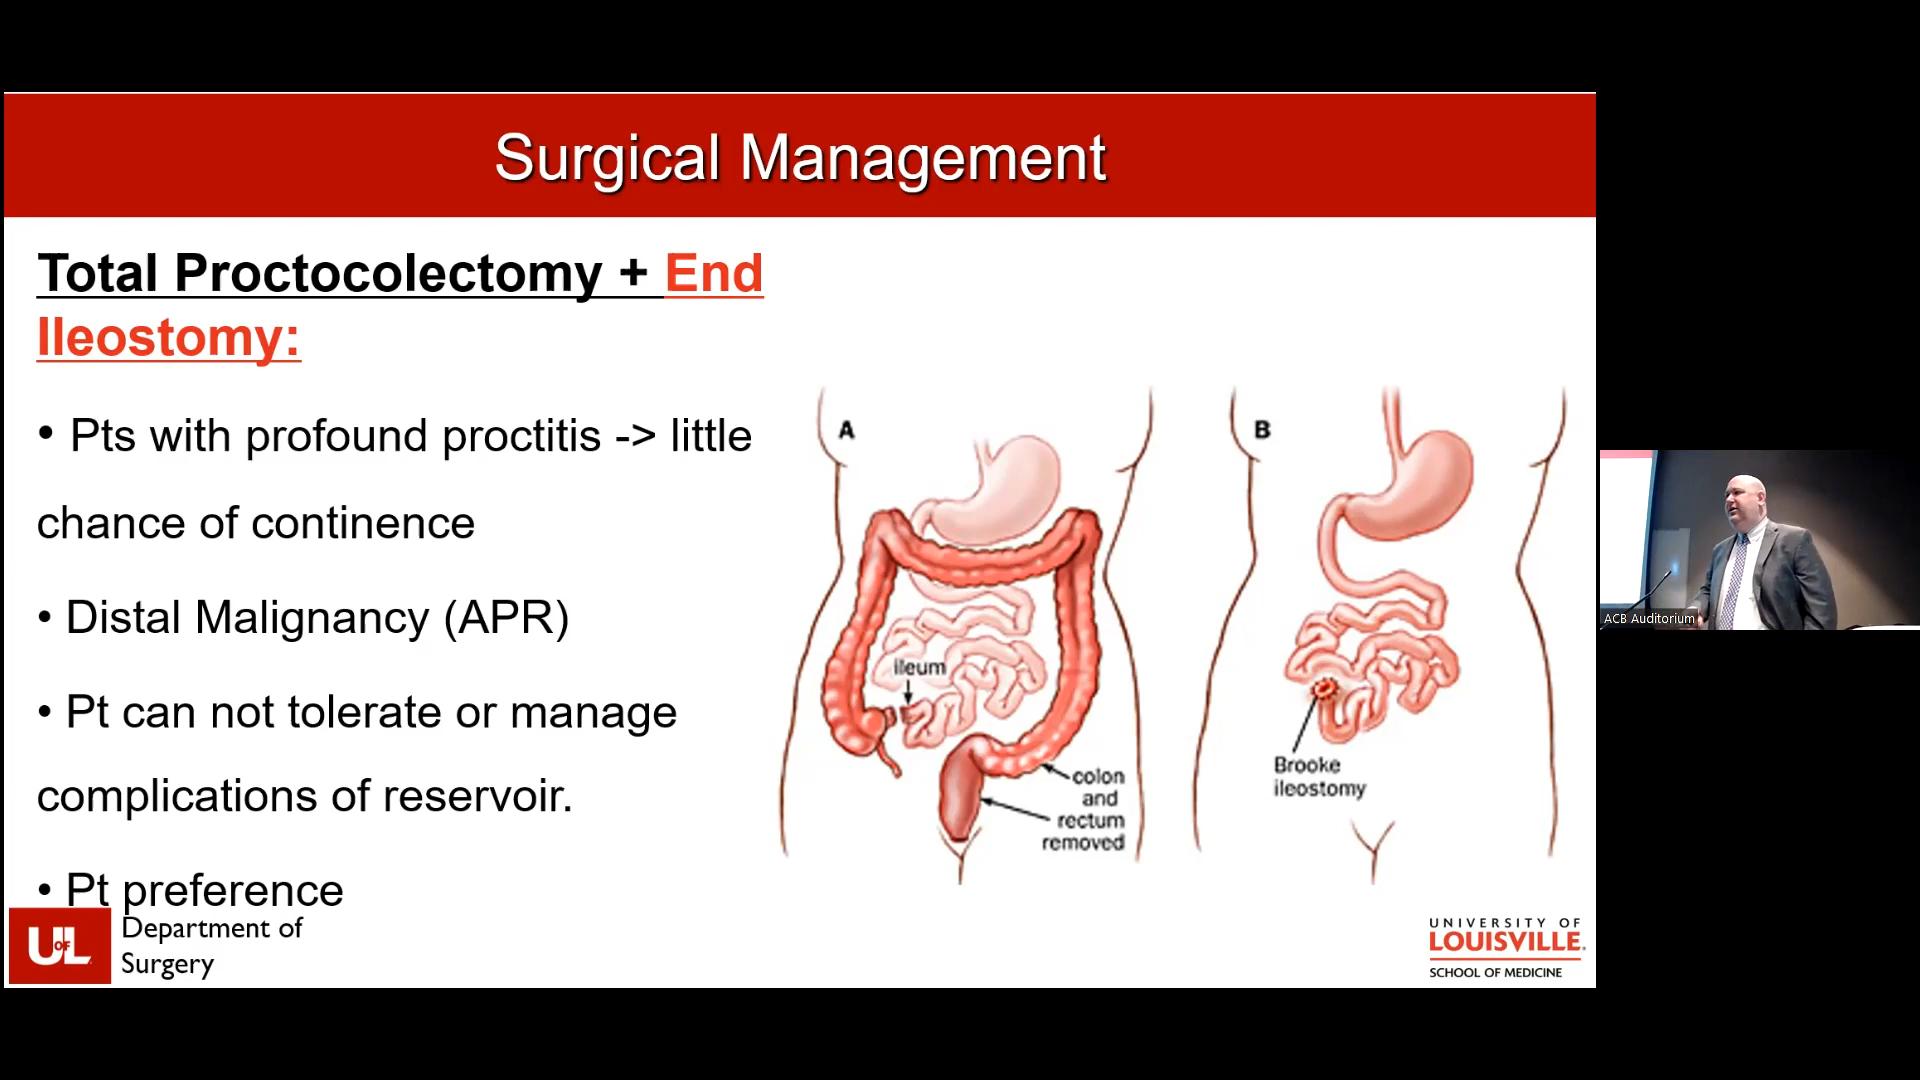 Surgical Management
Total Proctocolectomy + End
Ileostomy:
• Pts with profound proctitis -> little
chance of continence
• Distal Malignancy (APR)
• Pt can not tolerate or manage
complications of reservoir.
• Pt preference
A
ileum
colon
and
rectum
removed
B
Brooke
ileostomy
UofL
Department of
Surgery
UNIVERSITY OF
LOUISVILLE.
SCHOOL OF MEDICINE
ACB Auditorium